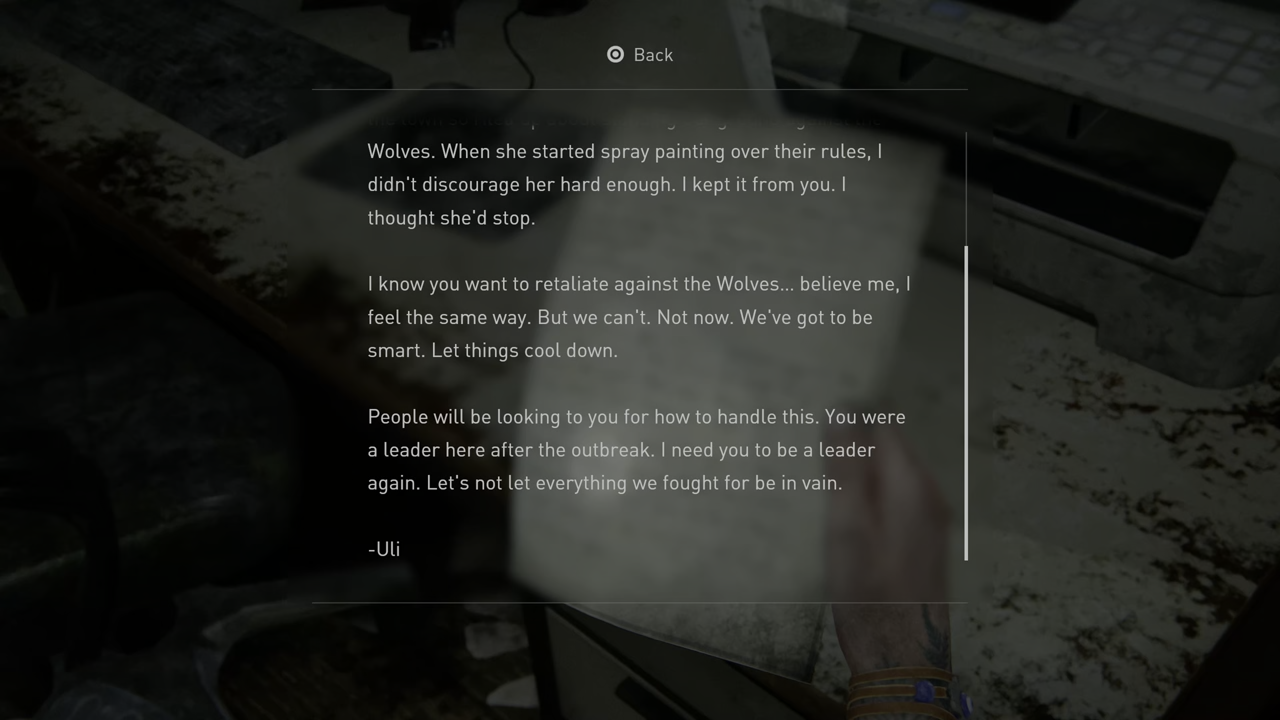 Back
Wolves. When she started spray painting over their rules, I
didn't discourage her hard enough. I kept it from you. I
thought she'd stop.
I know you want to retaliate against the Wolves... believe me, I
feel the same way. But we can't. Not now. We've got to be
smart. Let things cool down.
People will be looking to you for how to handle this. You were
a leader here after the outbreak. I need you to be a leader
again. Let's not let everything we fought for be in vain.
-Uli